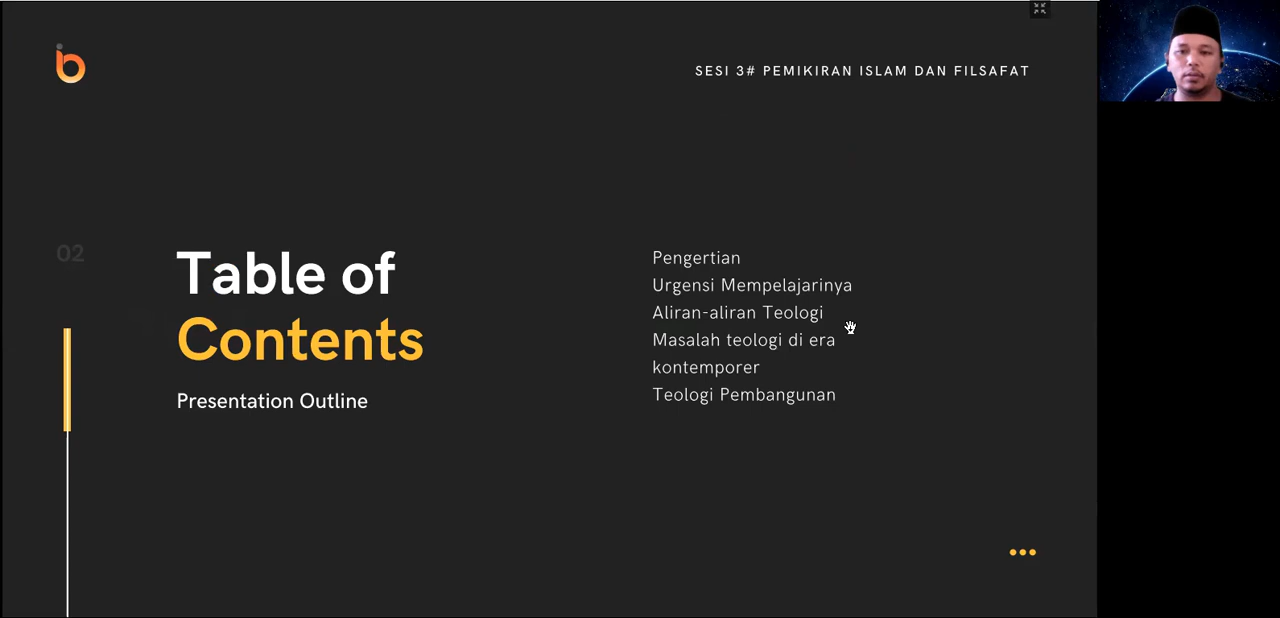 SESI 3# PEMIKIRAN ISLAM DAN FILSAFAT
02
Table of
Contents
Presentation Outline
Pengertian
Urgensi Mempelajarinya
Aliran-aliran Teologi
Masalah teologi di era
kontemporer
Teologi Pembangunan